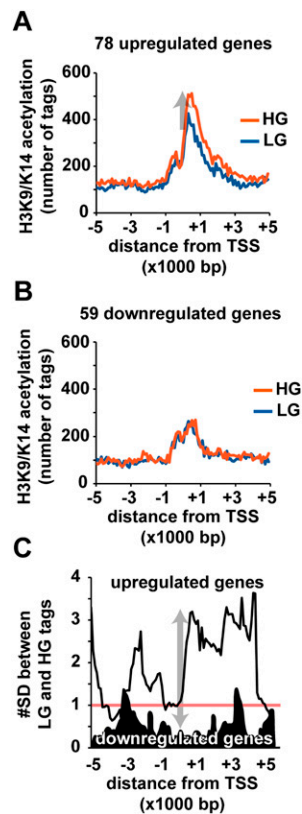 A
78 upregulated genes
H3K9/K14 acetylation
(number of tags)
600
400
200
0
HG
LG
-5 -3 -1 +1 +3 +5
distance from TSS
(x1000 bp)
B
59 downregulated genes
H3K9/K14 acetylation
(number of tags)
600
400
200
0
HG
LG
-5 -3 -1 +1 +3 +5
distance from TSS
(x1000 bp)
C
#SD between
LG and HG tags
4
3
2
1
0
upregulated genes
downregulated genes
-5 -3 -1 +1 +3 +5
distance from TSS
(x1000 bp)